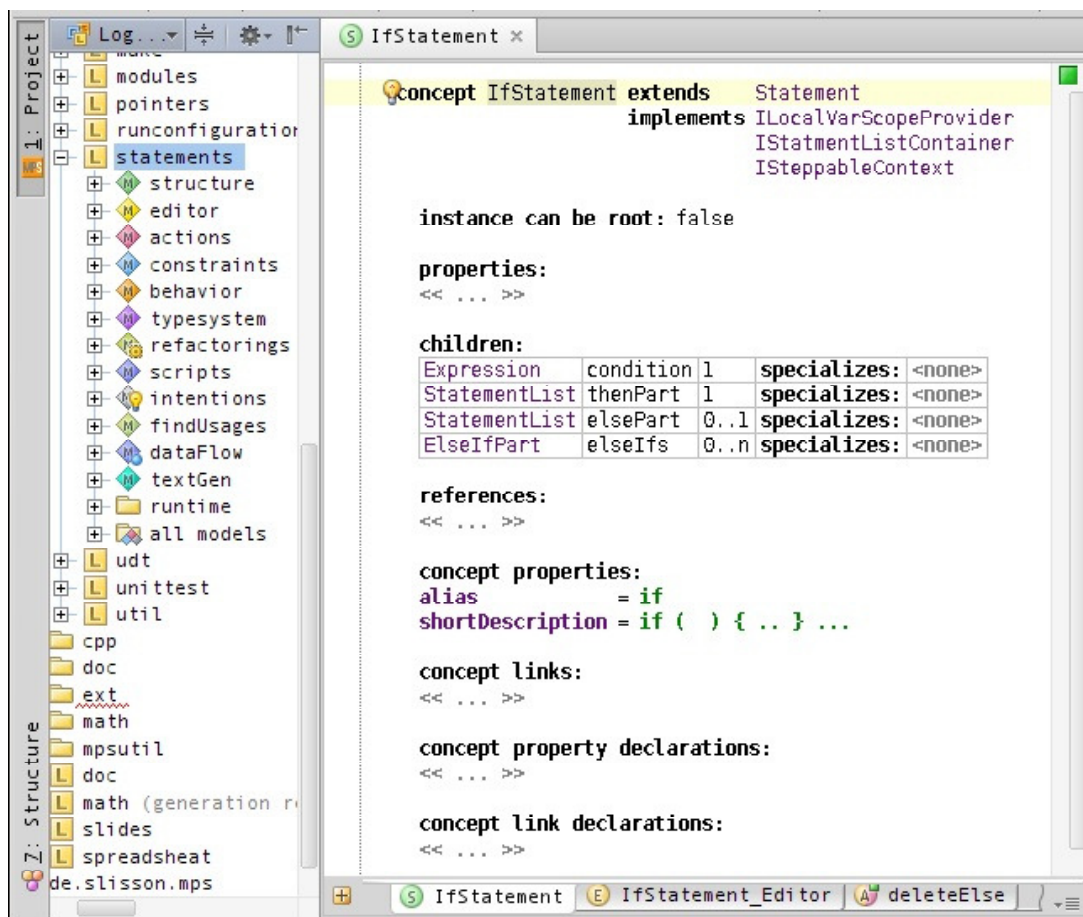 1: Project
Z: Structure
Log...
make
modules
pointers
runconfiguration
statements
structure
editor
actions
constraints
behavior
typesystem
refactorings
scripts
intentions
findUsages
dataFlow
textGen
runtime
all models
udt
unittest
util
cpp
doc
ext
math
mpsutil
doc
math (generation r
slides
spreadsheat
de.slisson.mps
IfStatement
concept IfStatement extends Statement
implements ILocalVarScopeProvider
IStatmentListContainer
ISteppableContext
instance can be root: false
properties:
<< ... >>
children:
Expression condition 1 specializes: <none>
StatementList thenPart 1 specializes: <none>
StatementList elsePart 0..1 specializes: <none>
ElseIfPart elseIfs 0..n specializes: <none>
references:
<< ... >>
concept properties:
alias = if
shortDescription = if ( ) { .. } ...
concept links:
<< ... >>
concept property declarations:
<< ... >>
concept link declarations:
<< ... >>
IfStatement IfStatement_Editor deleteElse